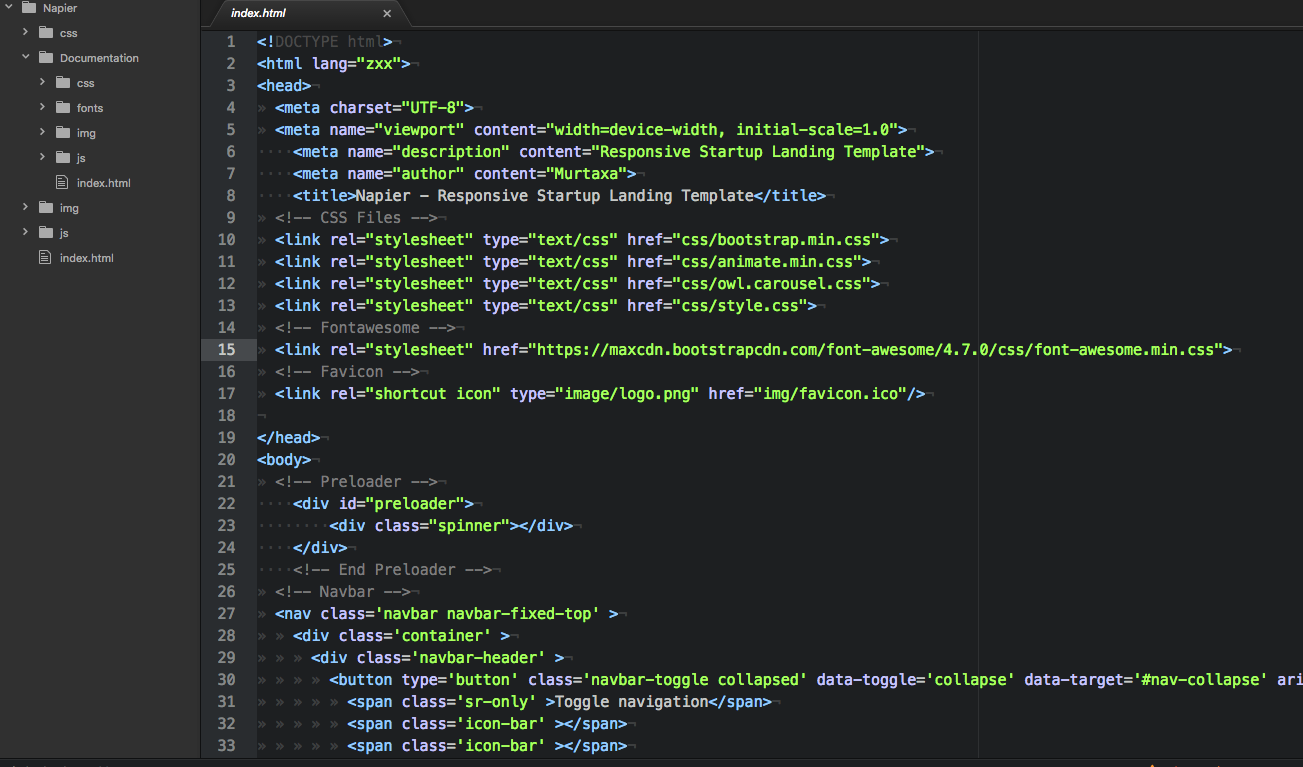 Napier
css
Documentation
css
fonts
img
js
index.html
img
js
index.html
index.html ×
1 <!DOCTYPE html>
2 <html lang="zxx">
3 <head>
4 <meta charset="UTF-8">
5 <meta name="viewport" content="width=device-width, initial-scale=1.0">
6 <meta name="description" content="Responsive Startup Landing Template">
7 <meta name="author" content="Murtaxa">
8 <title>Napier - Responsive Startup Landing Template</title>
9 <!-- CSS Files -->
10 <link rel="stylesheet" type="text/css" href="css/bootstrap.min.css">
11 <link rel="stylesheet" type="text/css" href="css/animate.min.css">
12 <link rel="stylesheet" type="text/css" href="css/owl.carousel.css">
13 <link rel="stylesheet" type="text/css" href="css/style.css">
14 <!-- Fontawesome -->
15 <link rel="stylesheet" href="https://maxcdn.bootstrapcdn.com/font-awesome/4.7.0/css/font-awesome.min.css">
16 <!-- Favicon -->
17 <link rel="shortcut icon" type="image/logo.png" href="img/favicon.ico"/>
18
19 </head>
20 <body>
21 <!-- Preloader -->
22 <div id="preloader">
23 <div class="spinner"></div>
24 </div>
25 <!-- End Preloader -->
26 <!-- Navbar -->
27 <nav class='navbar navbar-fixed-top' >
28 <div class='container' >
29 <div class='navbar-header' >
30 <button type='button' class='navbar-toggle collapsed' data-toggle='collapse' data-target='#nav-collapse' ari
31 <span class='sr-only' >Toggle navigation</span>
32 <span class='icon-bar' ></span>
33 <span class='icon-bar' ></span>